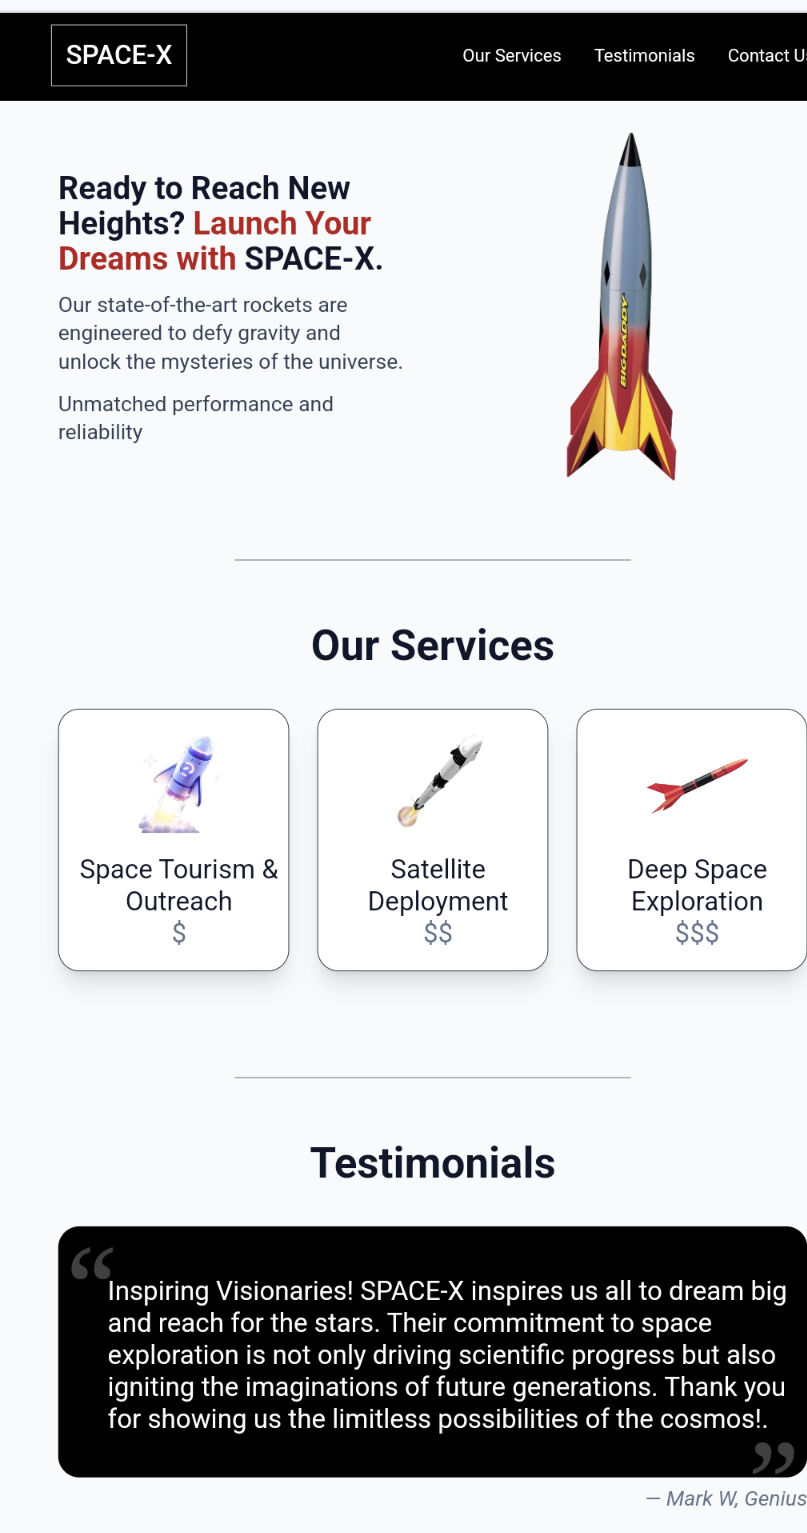 SPACE-X
Our Services Testimonials Contact Us
Ready to Reach New
Heights? Launch Your
Dreams with SPACE-X.
Our state-of-the-art rockets are
engineered to defy gravity and
unlock the mysteries of the universe.
Unmatched performance and
reliability
BIG DADDY
Our Services
Space Tourism &
Outreach
$
Satellite
Deployment
$$
Deep Space
Exploration
$$$
Testimonials
“
Inspiring Visionaries! SPACE-X inspires us all to dream big
and reach for the stars. Their commitment to space
exploration is not only driving scientific progress but also
igniting the imaginations of future generations. Thank you
for showing us the limitless possibilities of the cosmos!.
”
— Mark W, Genius